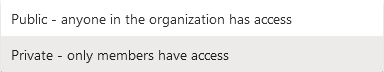 Public - anyone in the organization has access
Private - only members have access